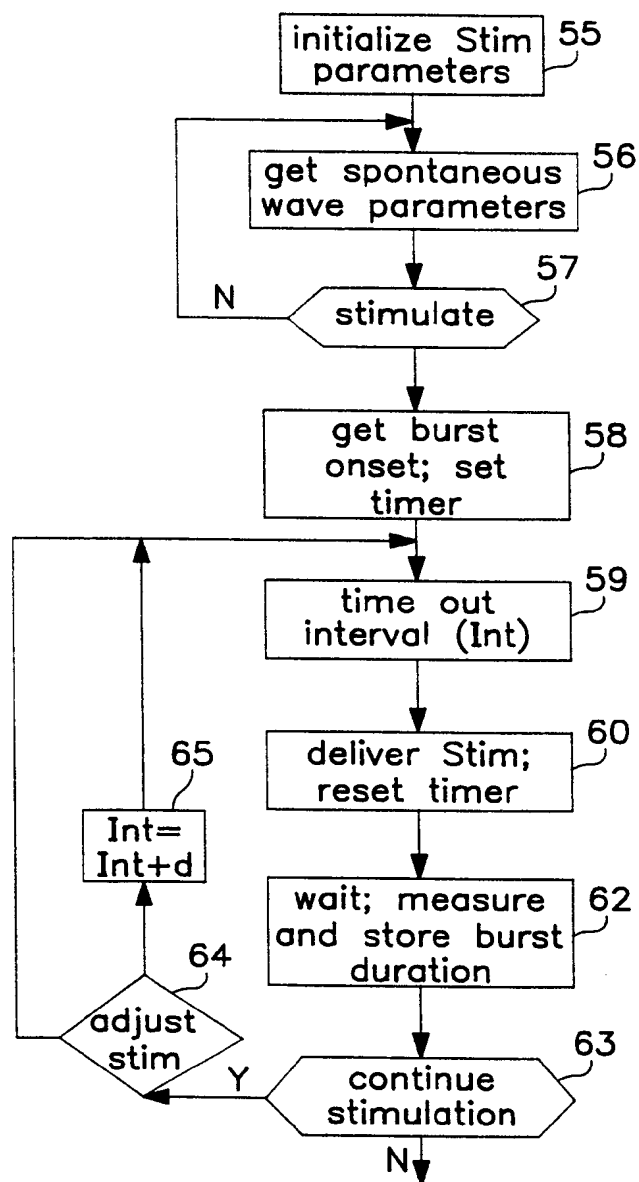 initialize Stim
parameters
55
get spontaneous
wave parameters
56
stimulate
57
N
get burst
onset; set
timer
58
time out
interval (Int)
59
deliver Stim;
reset timer
60
65
Int=
Int+d
wait; measure
and store burst
duration
62
64
adjust
stim
Y
continue
stimulation
63
N